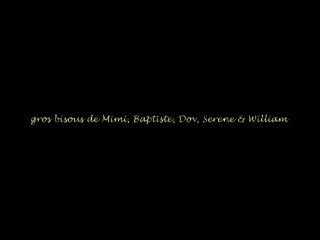 gros bisous de Mimi, Baptiste, Dov, Serene & William